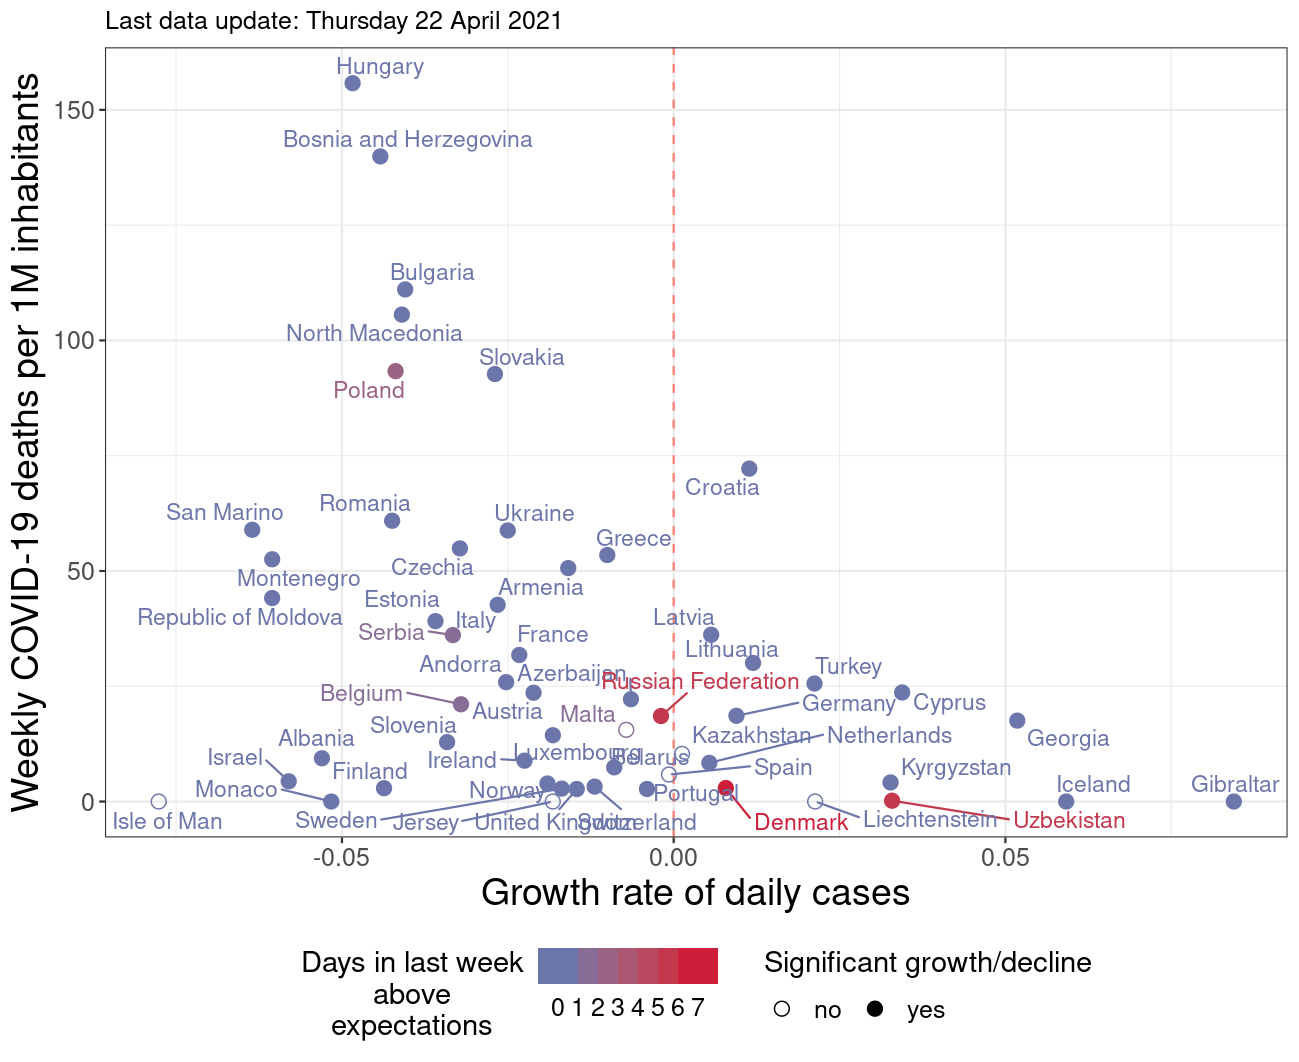 Last data update: Thursday 22 April 2021
Weekly COVID-19 deaths per 1M inhabitants
150
100
50
0
Hungary
Bosnia and Herzegovina
Bulgaria
North Macedonia
Slovakia
Poland
Croatia
San Marino
Romania
Ukraine
Greece
Czechia
Montenegro
Armenia
Estonia
Republic of Moldova
Italy
Latvia
Serbia
France
Lithuania
Andorra
Azerbaijan
Turkey
Russian Federation
Belgium
Germany
Cyprus
Austria
Malta
Slovenia
Kazakhstan
Netherlands
Georgia
Albania
Luxembourg
Belarus
Israel
Ireland
Finland
Spain
Kyrgyzstan
Monaco
Norway
Portugal
Iceland
Gibraltar
Isle of Man
Sweden
Jersey
United Kingdom
Switzerland
Denmark
Liechtenstein
Uzbekistan
-0.05
0.00
0.05
Growth rate of daily cases
Days in last week
above
expectations
0 1 2 3 4 5 6 7
Significant growth/decline
no
yes